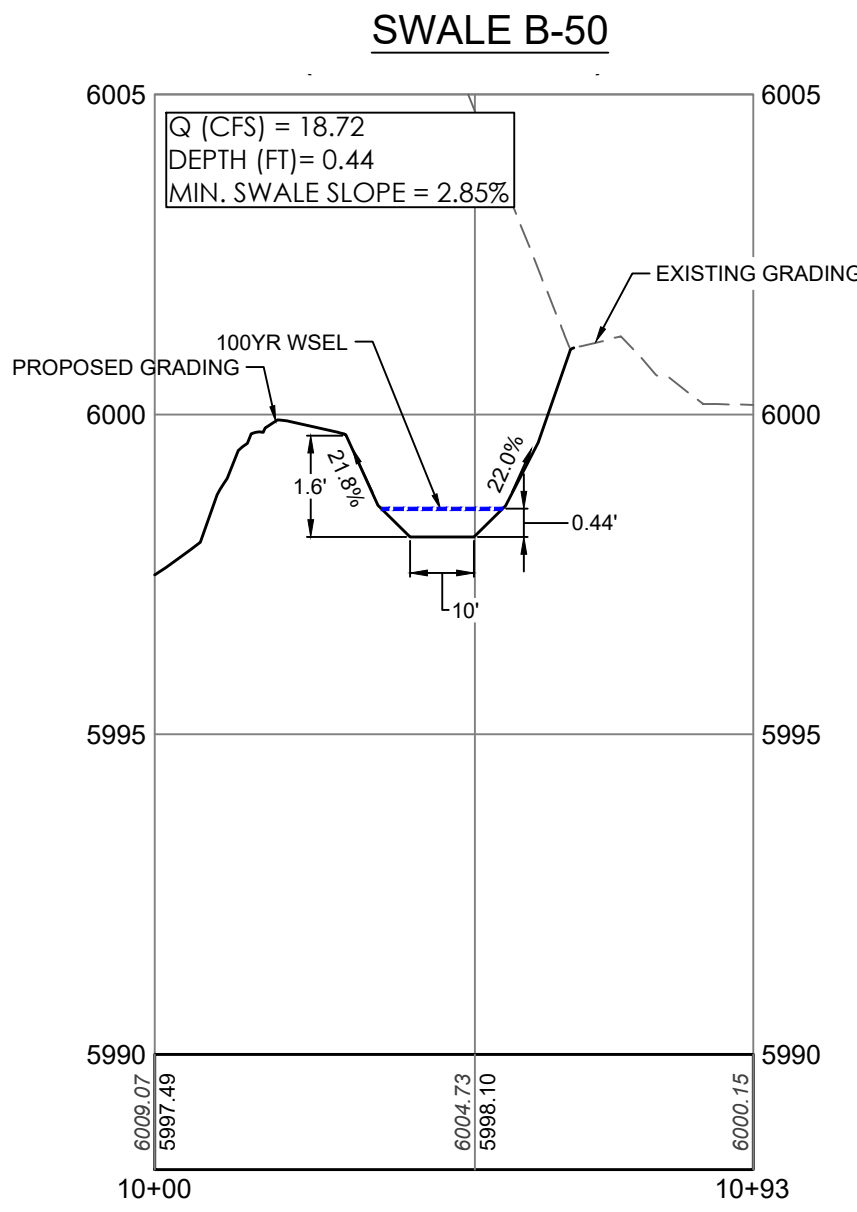 SWALE B-50
6005
6005
Q (CFS) = 18.72
DEPTH (FT)= 0.44
MIN. SWALE SLOPE = 2.85%
EXISTING GRADING
100YR WSEL
PROPOSED GRADING
6000
6000
21.8%
22.0%
1.6'
0.44'
10'
5995
5995
5990
5990
6009.07
5997.49
6004.73
5998.10
6000.15
10+00
10+93